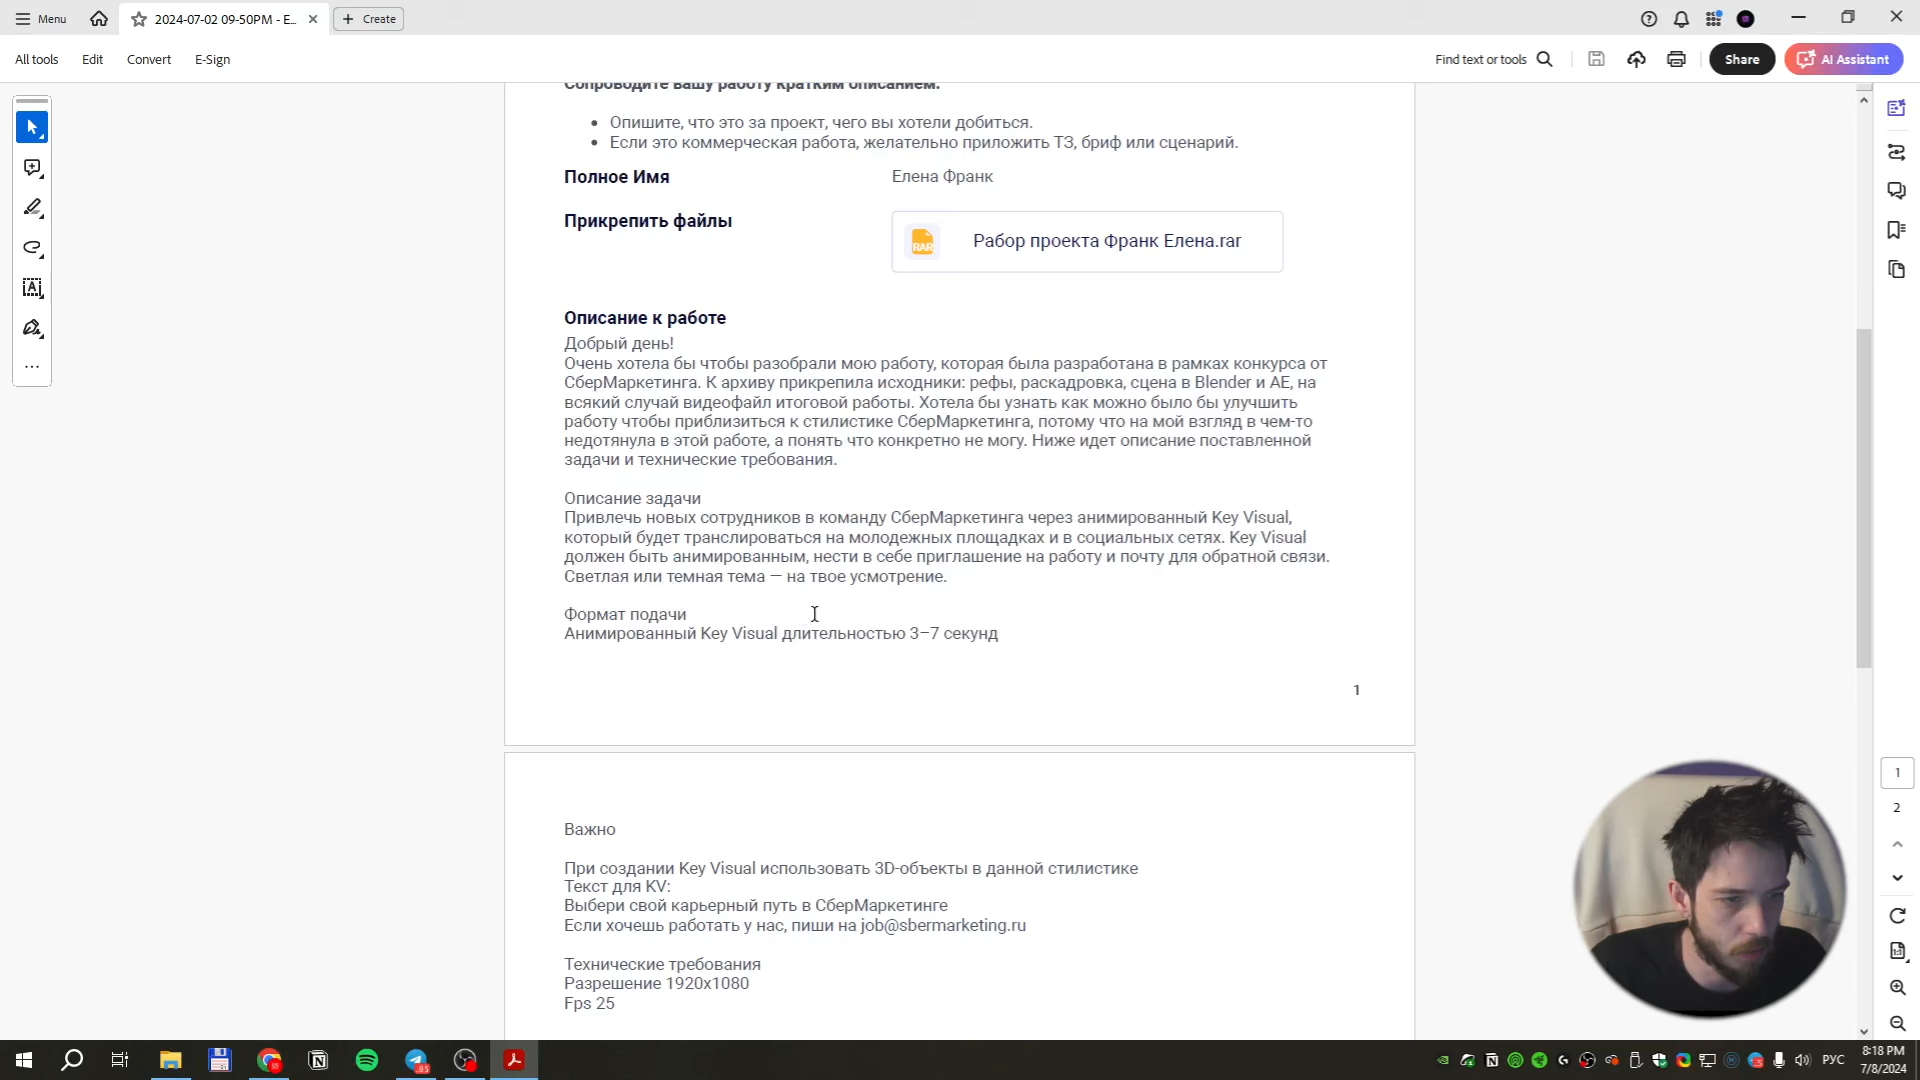 Menu
2024-07-02 09-50PM - E...
Create
All tools
Edit
Convert
E-Sign
Find text or tools
Share
AI Assistant
Сопроводите вашу работу кратким описанием.
Опишите, что это за проект, чего вы хотели добиться.
Если это коммерческая работа, желательно приложить ТЗ, бриф или сценарий.
Полное Имя
Елена Франк
Прикрепить файлы
RAR
Рабор проекта Франк Елена.rar
Описание к работе
Добрый день!
Очень хотела бы чтобы разобрали мою работу, которая была разработана в рамках конкурса от
СберМаркетинга. К архиву прикрепила исходники: рефы, раскадровка, сцена в Blender и AE, на
всякий случай видеофайл итоговой работы. Хотела бы узнать как можно было бы улучшить
работу чтобы приблизиться к стилистике СберМаркетинга, потому что на мой взгляд в чем-то
недотянула в этой работе, а понять что конкретно не могу. Ниже идет описание поставленной
задачи и технические требования.
Описание задачи
Привлечь новых сотрудников в команду СберМаркетинга через анимированный Key Visual,
который будет транслироваться на молодежных площадках и в социальных сетях. Key Visual
должен быть анимированным, нести в себе приглашение на работу и почту для обратной связи.
Светлая или темная тема — на твое усмотрение.
Формат подачи
Анимированный Key Visual длительностью 3–7 секунд
1
Важно
При создании Key Visual использовать 3D-объекты в данной стилистике
Текст для KV:
Выбери свой карьерный путь в СберМаркетинге
Если хочешь работать у нас, пиши на job@sbermarketing.ru
Технические требования
Разрешение 1920x1080
Fps 25
1
2
РУС
8:18 PM
7/8/2024